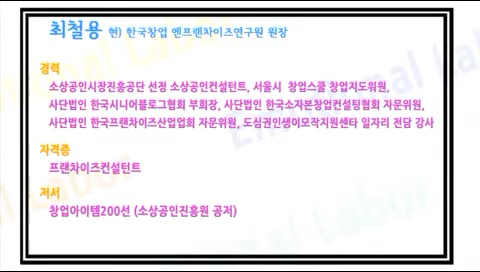 최철용 현) 한국창업 엔프랜차이즈연구원 원장
경력
소상공인시장진흥공단 선정 소상공인컨설턴트, 서울시 창업스쿨 창업지도위원,
사단법인 한국시니어블로그협회 부회장, 사단법인 한국소자본창업컨설팅협회 자문위원,
사단법인 한국프랜차이즈산업업회 자문위원, 도심권인생이모작지원센타 일자리 전담 강사
자격증
프랜차이즈컨설턴트
저서
창업아이템200선 (소상공인진흥원 공저)
Emotional Labor